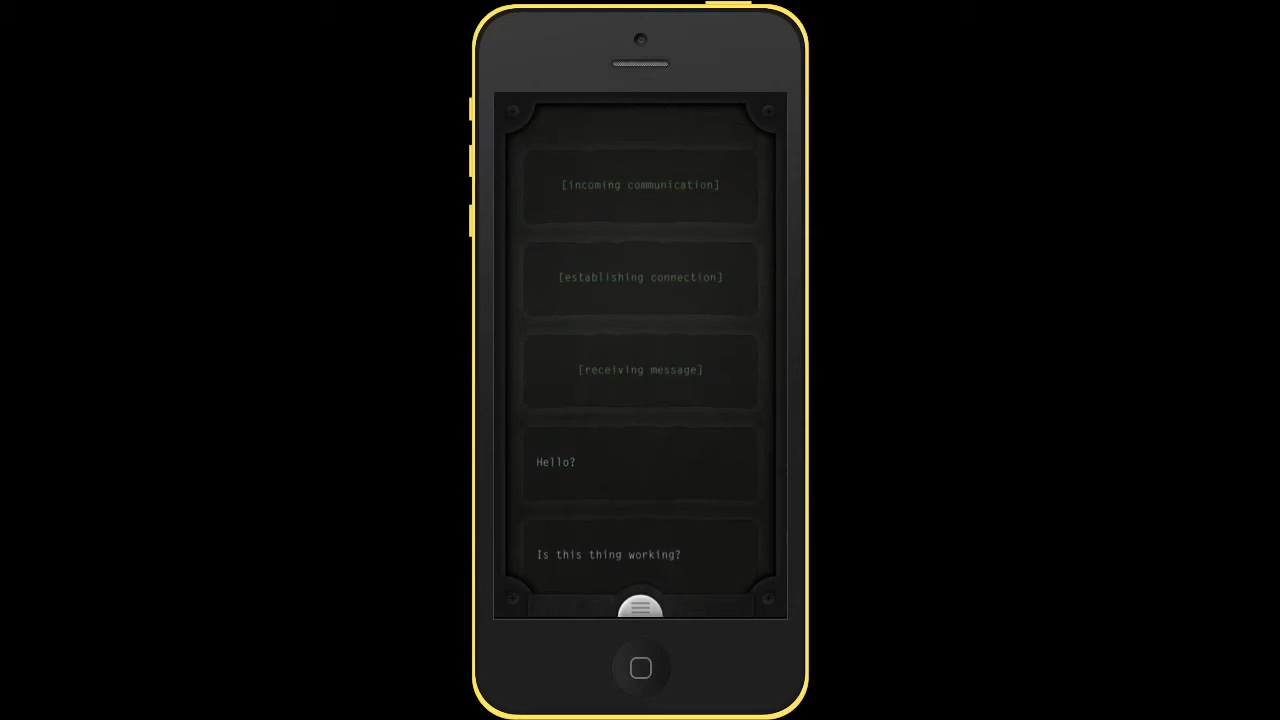 [incoming communication]
[establishing connection]
[receiving message]
Hello?
Is this thing working?